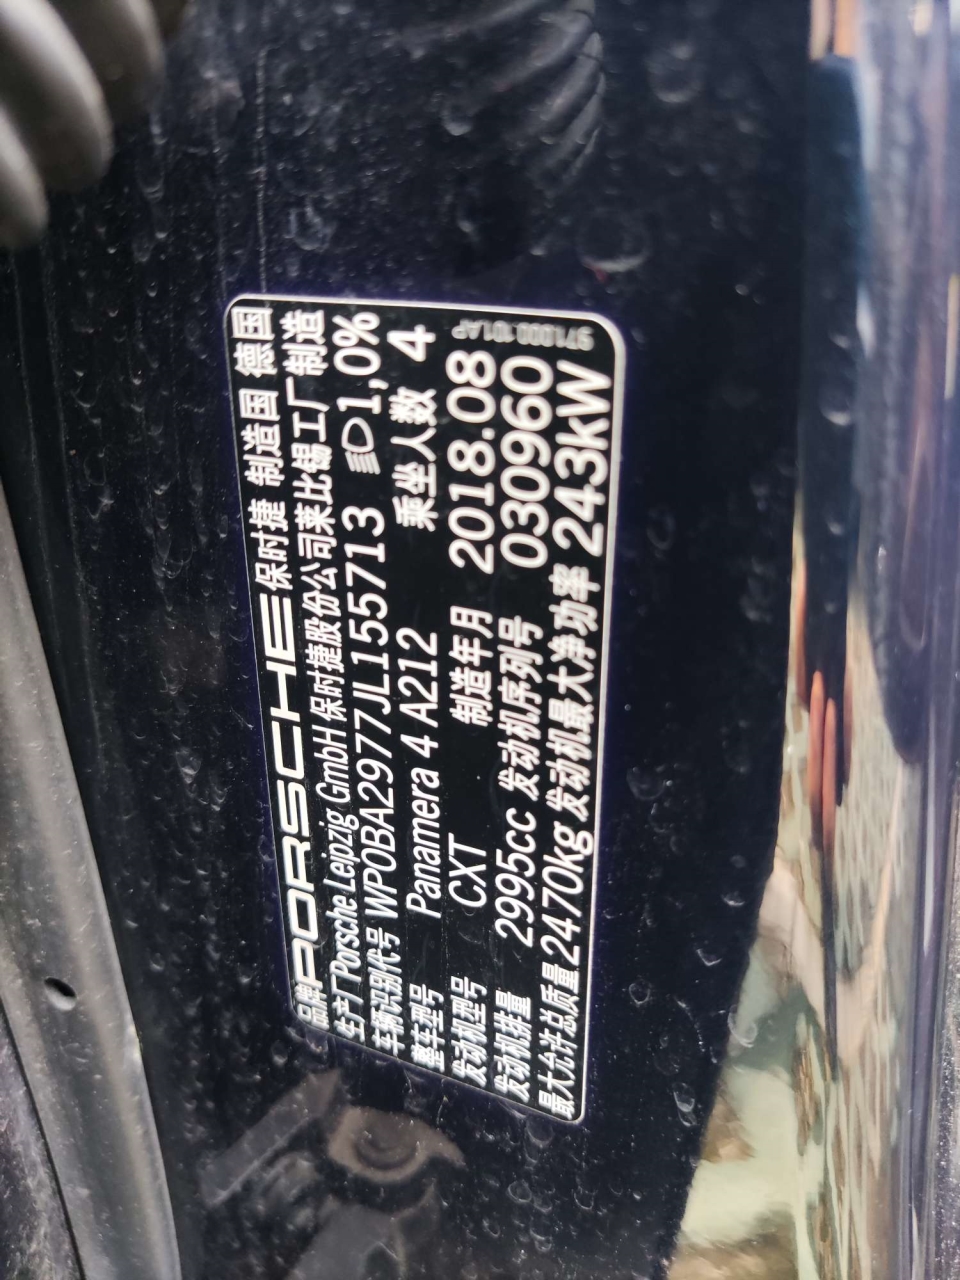 品牌 PORSCHE 保时捷 制造国 德国
生产厂 Porsche Leipzig GmbH 保时捷股份公司莱比锡工厂制造
车辆识别代号 WP0BA2977JL155713 1,0%
整车型号 Panamera 4 A212 乘坐人数 4
发动机型号 CXT 制造年月 2018.08
发动机排量 2995cc 发动机序列号 030960
最大允许总质量 2470kg 发动机最大净功率 243kW
971.000.101.AP